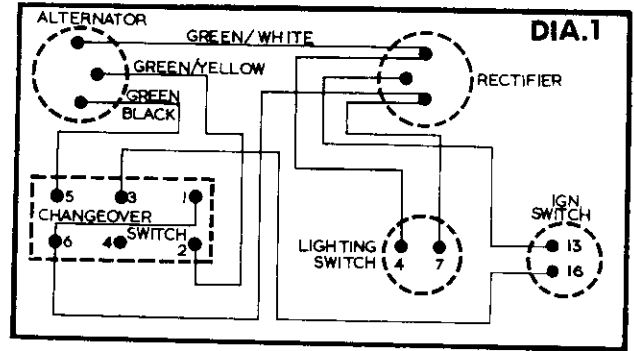 ALTERNATOR
DIA.1
GREEN/WHITE
GREEN/YELLOW
RECTIFIER
GREEN
BLACK
5 3 1
CHANGEOVER
SWITCH
6 4 2
IGN
SWITCH
LIGHTING
SWITCH
4 7
13
16